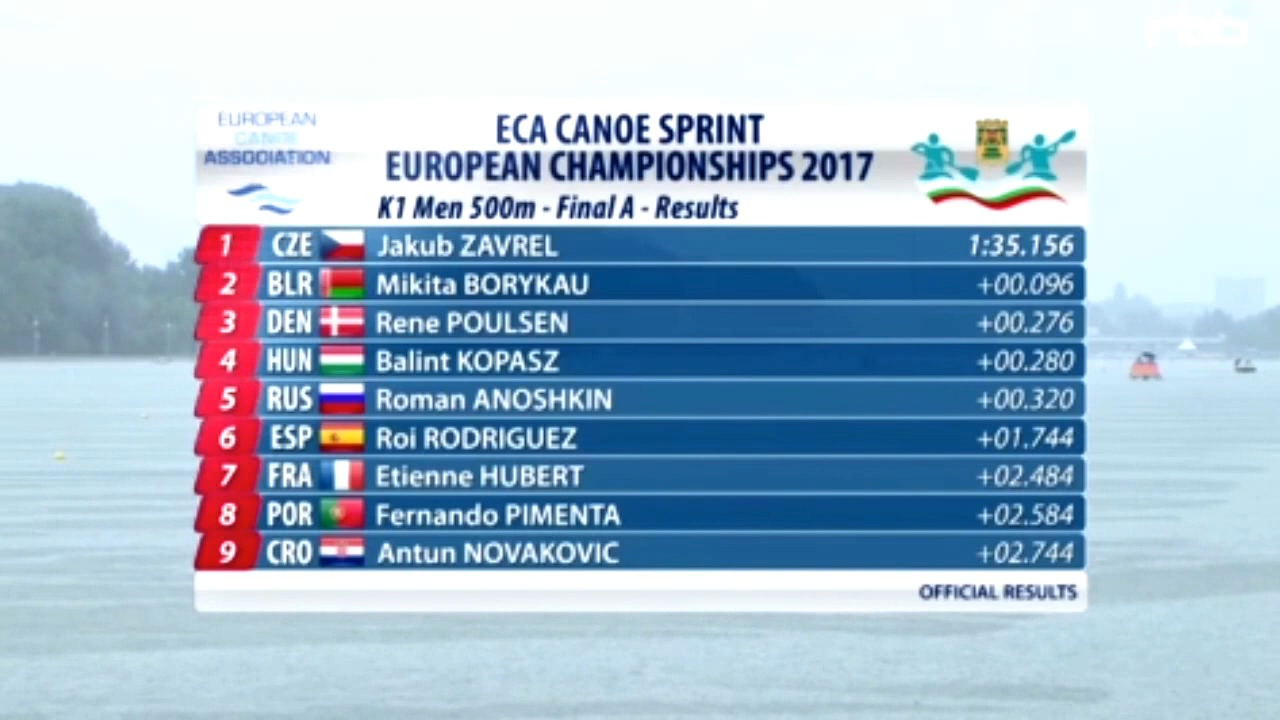 EUROPEAN
CANOE
ASSOCIATION
ECA CANOE SPRINT
EUROPEAN CHAMPIONSHIPS 2017
K1 Men 500m - Final A - Results
1 CZE Jakub ZAVREL 1:35.156
2 BLR Mikita BORYKAU +00.096
3 DEN Rene POULSEN +00.276
4 HUN Balint KOPASZ +00.280
5 RUS Roman ANOSHKIN +00.320
6 ESP Roi RODRIGUEZ +01.744
7 FRA Etienne HUBERT +02.484
8 POR Fernando PIMENTA +02.584
9 CRO Antun NOVAKOVIC +02.744
OFFICIAL RESULTS